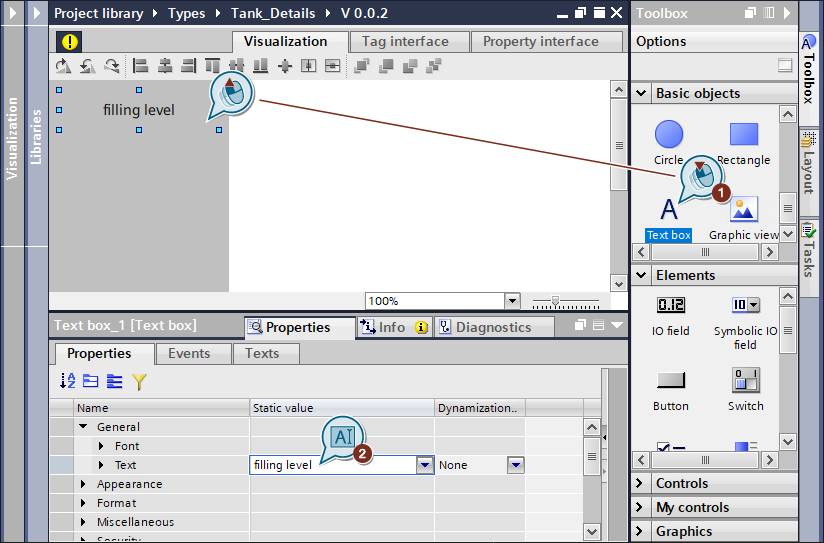 Project library > Types > Tank_Details > V 0.0.2
Visualization Tag interface Property interface
Visualization
Libraries
filling level
100%
Toolbox
Options
Basic objects
Circle Rectangle
1
Text box Graphic view
Elements
IO field Symbolic IO field
0.12 10
Button Switch
0 1
Controls
My controls
Graphics
Toolbox
Layout
Tasks
Text box_1 [Text box] Properties Info Diagnostics
Properties Events Texts
Name Static value Dynamization..
General
Font
2
Text filling level None
Appearance
Format
Miscellaneous
Security